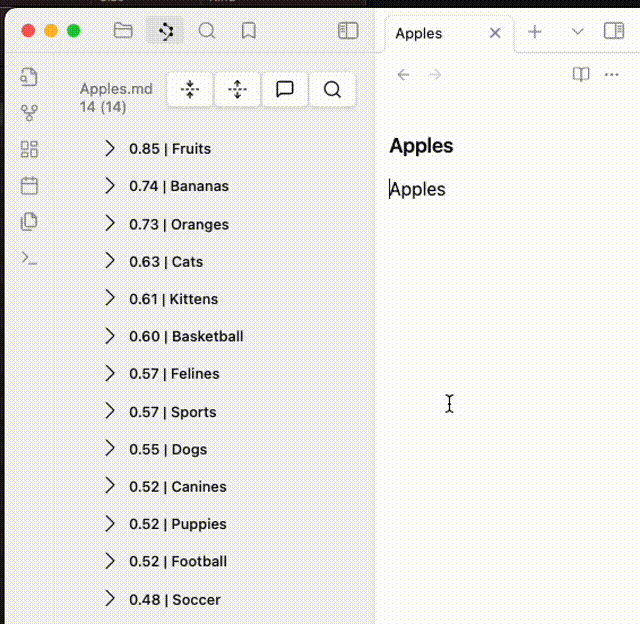 Apples
Apples.md
14 (14)
0.85 | Fruits
0.74 | Bananas
0.73 | Oranges
0.63 | Cats
0.61 | Kittens
0.60 | Basketball
0.57 | Felines
0.57 | Sports
0.55 | Dogs
0.52 | Canines
0.52 | Puppies
0.52 | Football
0.48 | Soccer
Apples
Apples